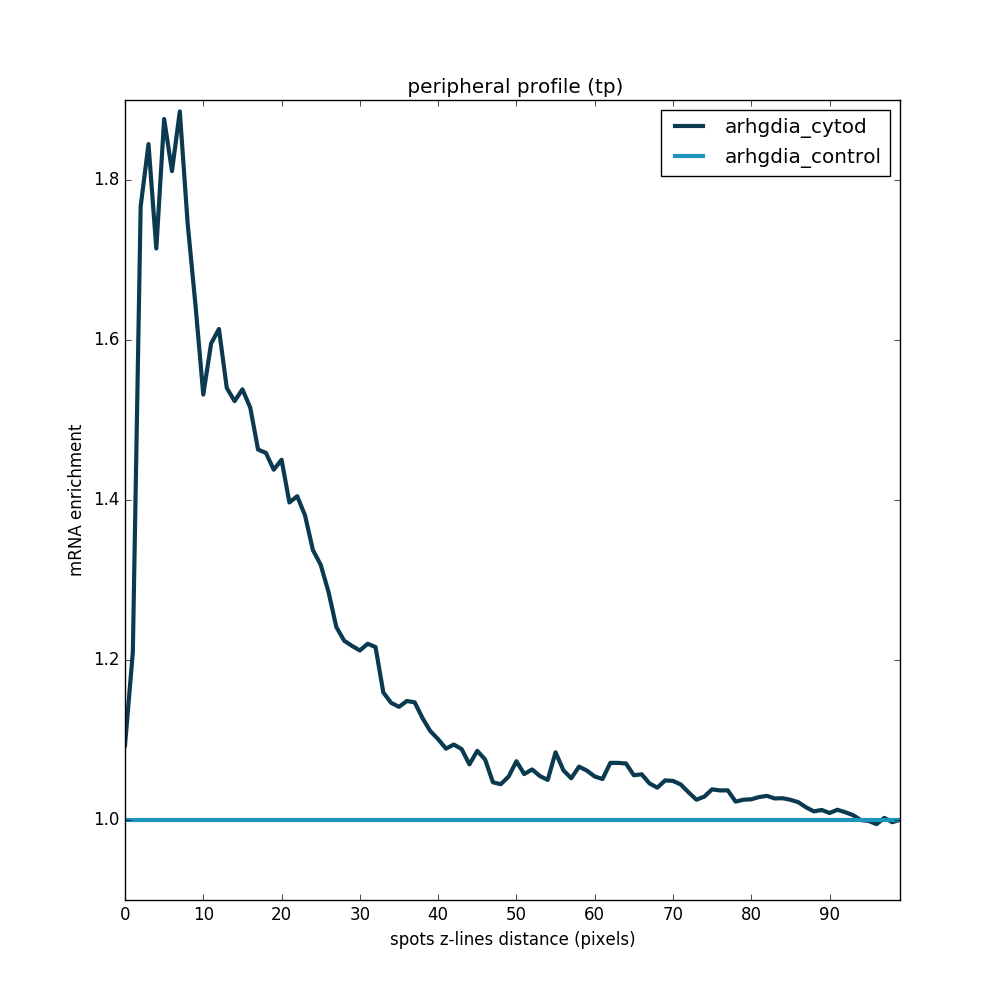 peripheral profile (tp)
arhgdia_cytod
arhgdia_control
mRNA enrichment
1.8
1.6
1.4
1.2
1.0
0 10 20 30 40 50 60 70 80 90
spots z-lines distance (pixels)